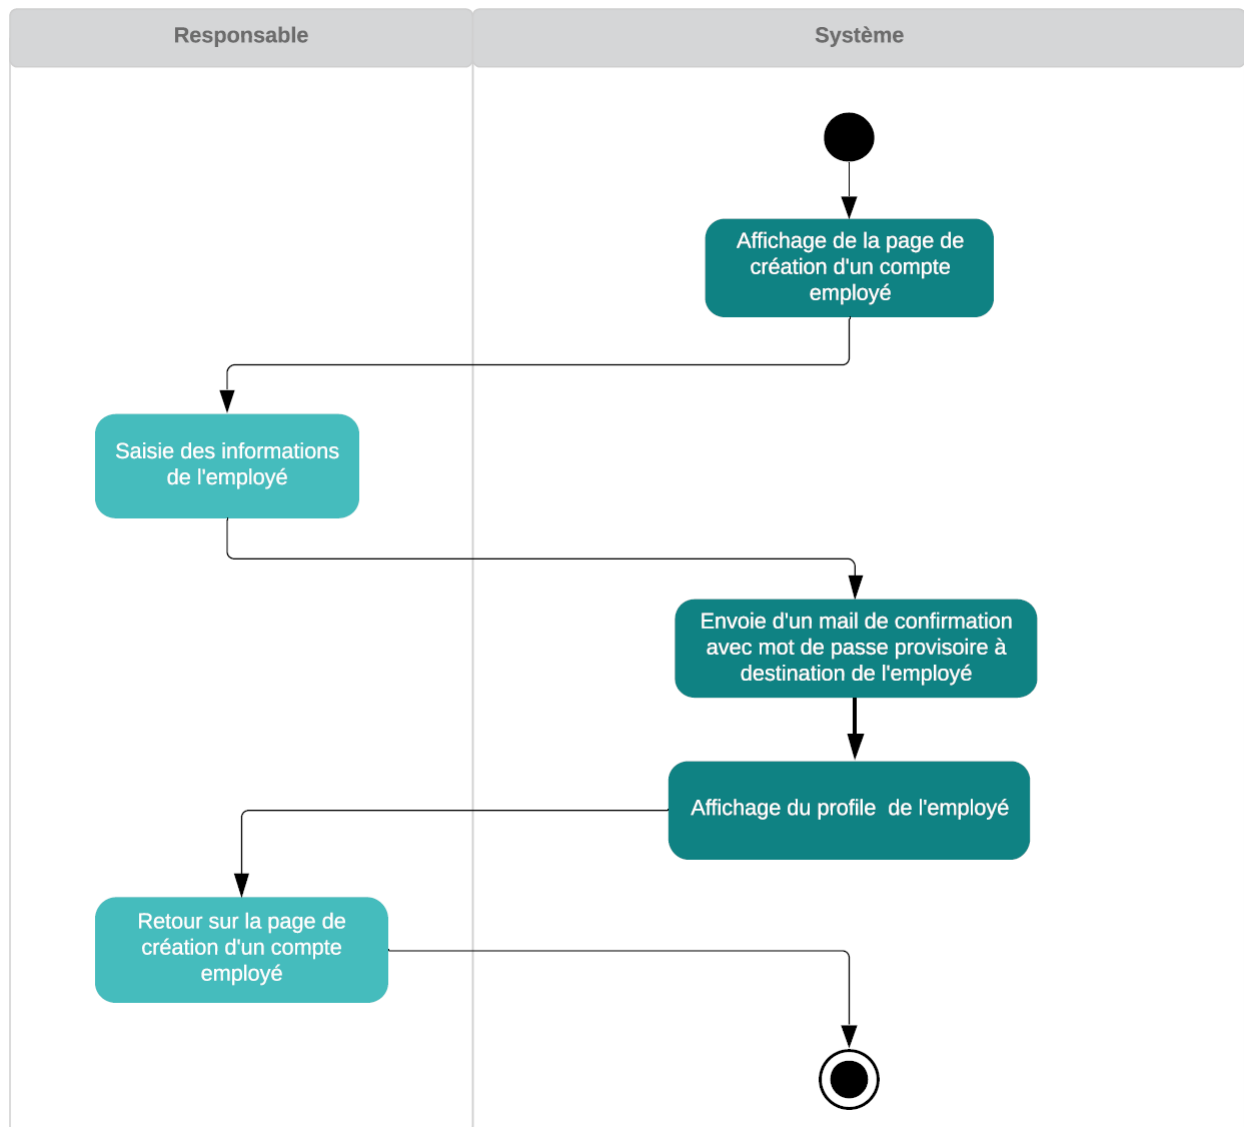 Responsable
Système
Affichage de la page de
création d'un compte
employé
Saisie des informations
de l'employé
Envoie d'un mail de confirmation
avec mot de passe provisoire à
destination de l'employé
Affichage du profile  de l'employé
Retour sur la page de
création d'un compte
employé